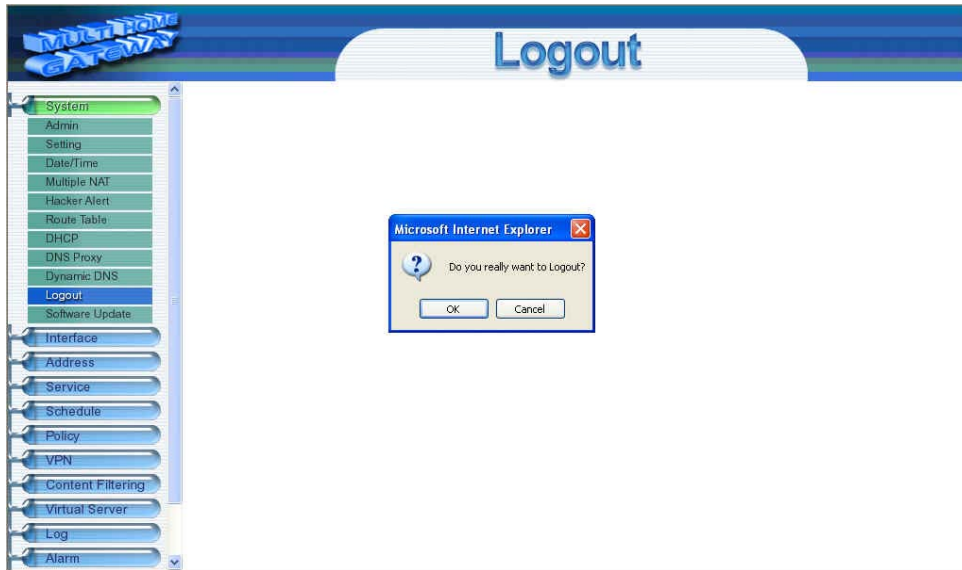 MULTI HOME
GATEWAY
Logout
System
Admin
Setting
Date/Time
Multiple NAT
Hacker Alert
Route Table
DHCP
DNS Proxy
Dynamic DNS
Logout
Software Update
Interface
Address
Service
Schedule
Policy
VPN
Content Filtering
Virtual Server
Log
Alarm
Microsoft Internet Explorer
Do you really want to Logout?
OK
Cancel